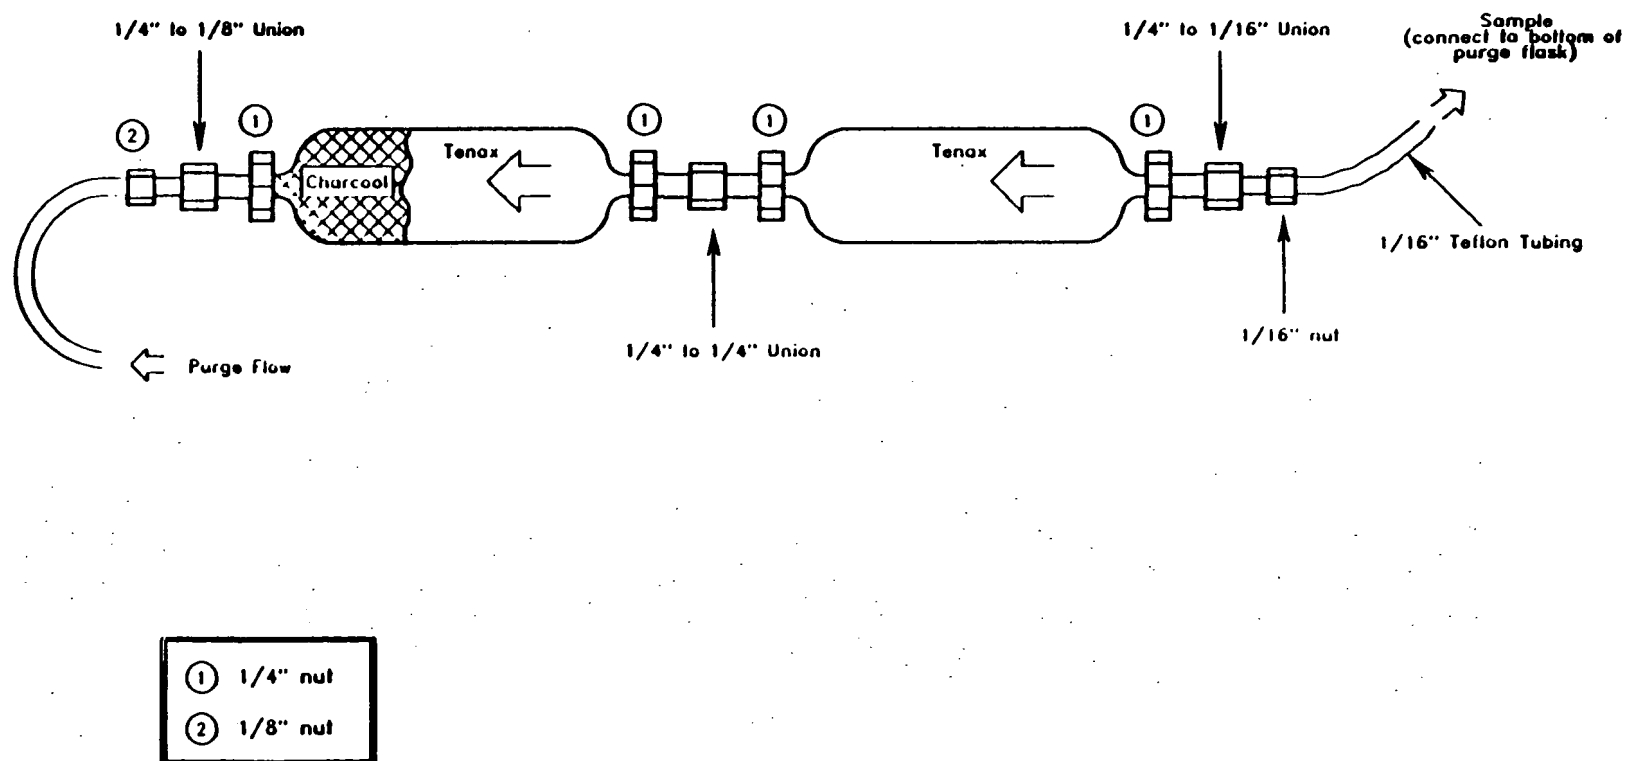 1/4" to 1/8" Union
1/4" to 1/16" Union
Sample
(connect to bottom of
purge flask)
2
1
1
1
1
Tenax
Charcoal
Tenax
1/16" Teflon Tubing
1/16" nut
1/4" to 1/4" Union
Purge Flow
1 1/4" nut
2 1/8" nut